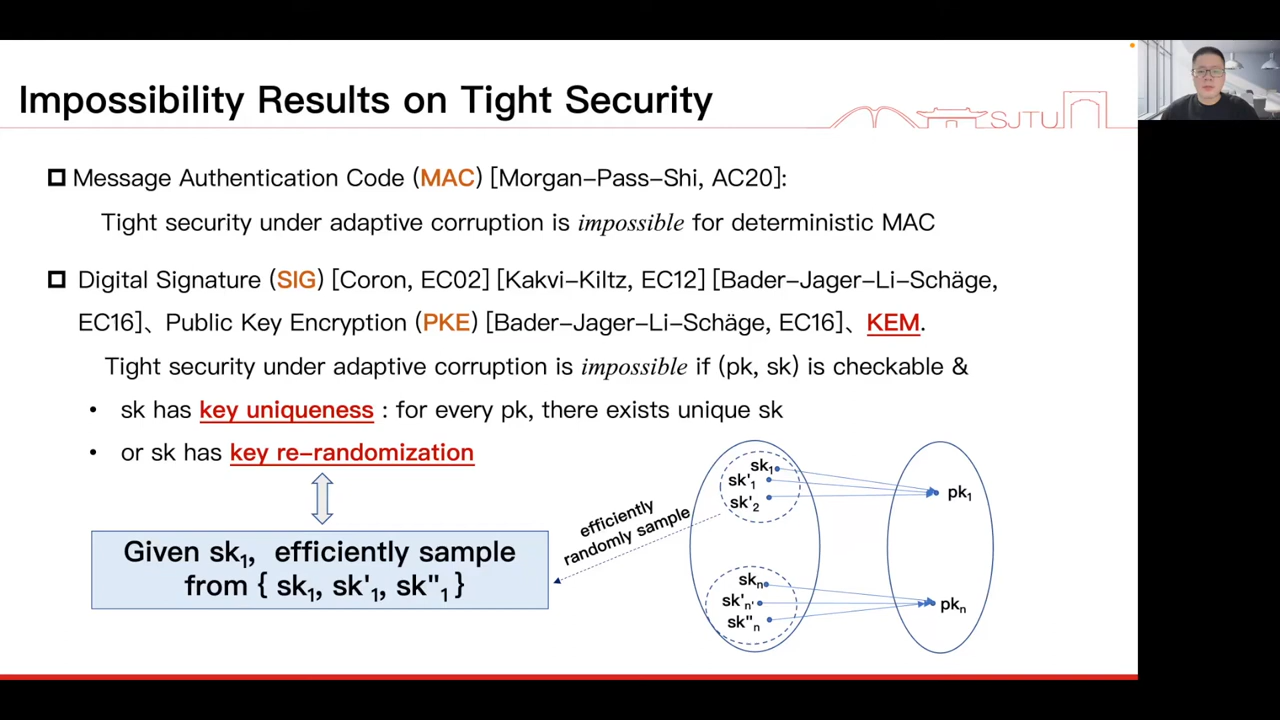 Impossibility Results on Tight Security
SJTU
Message Authentication Code (MAC) [Morgan-Pass-Shi, AC20]:
Tight security under adaptive corruption is impossible for deterministic MAC
Digital Signature (SIG) [Coron, EC02] [Kakvi-Kiltz, EC12] [Bader-Jager-Li-Schäge,
EC16]、Public Key Encryption (PKE) [Bader-Jager-Li-Schäge, EC16]、KEM.
Tight security under adaptive corruption is impossible if (pk, sk) is checkable &
• sk has key uniqueness : for every pk, there exists unique sk
• or sk has key re-randomization
Given sk₁, efficiently sample
from { sk₁, sk'₁, sk"₁ }
efficiently
randomly sample
sk₁
sk'₁
sk'₂
pk₁
skₙ
sk'ₙ'
sk"ₙ
pkₙ